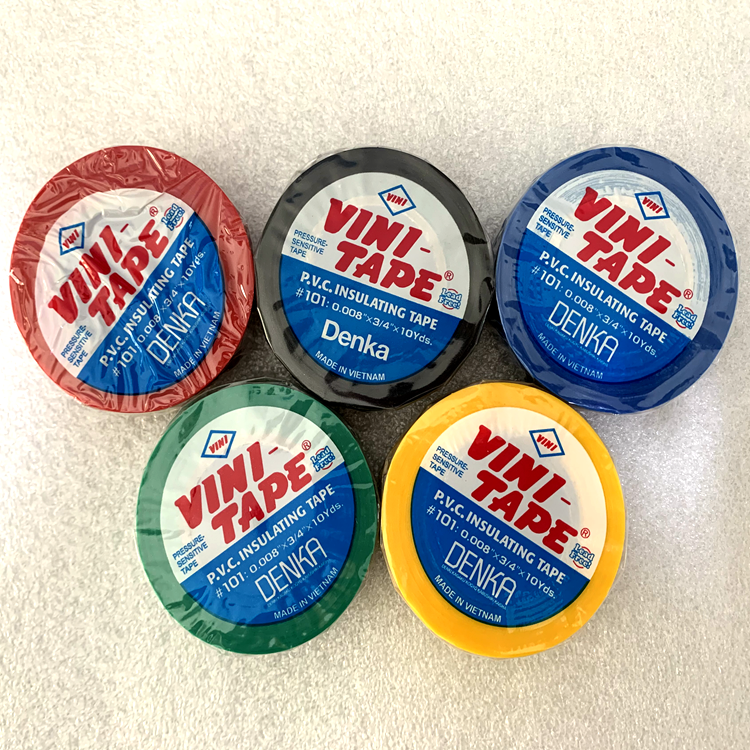 VINI
VINI-
TAPE®
Lead
Free!
PRESSURE-
SENSITIVE
TAPE
P.V.C. INSULATING TAPE
#101: 0.008"×3/4"×10Yds.
DENKA
MADE IN VIETNAM
VINI
VINI-
TAPE®
PRESSURE-
SENSITIVE
TAPE
Lead
Free!
P.V.C. INSULATING TAPE
#101: 0.008"×3/4"×10Yds.
Denka
MADE IN VIETNAM
VINI
VINI-
TAPE®
PRESSURE-
SENSITIVE
TAPE
Lead
Free!
P.V.C. INSULATING TAPE
#101: 0.008"×3/4"×10Yds.
DENKA
MADE IN VIETNAM
VINI
VINI-
TAPE®
Lead
Free!
PRESSURE-
SENSITIVE
TAPE
P.V.C. INSULATING TAPE
#101: 0.008"×3/4"×10Yds.
DENKA
MADE IN VIETNAM
VINI
VINI-
TAPE®
PRESSURE-
SENSITIVE
TAPE
Lead
Free!
P.V.C. INSULATING TAPE
#101: 0.008"×3/4"×10Yds.
DENKA
MADE IN VIETNAM